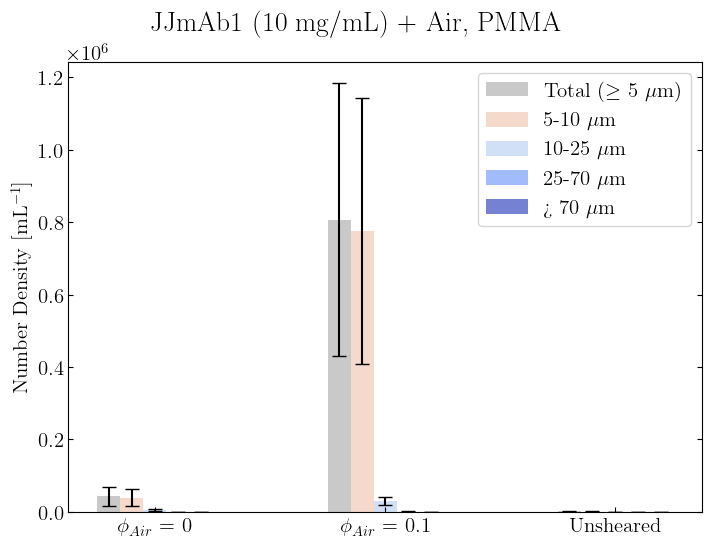 JJmAb1 (10 mg/mL) + Air, PMMA
×10⁶
1.2
1.0
0.8
0.6
0.4
0.2
0.0
Number Density [mL⁻¹]
Total (≥ 5 μm)
5-10 μm
10-25 μm
25-70 μm
¿ 70 μm
ϕAir = 0
ϕAir = 0.1
Unsheared